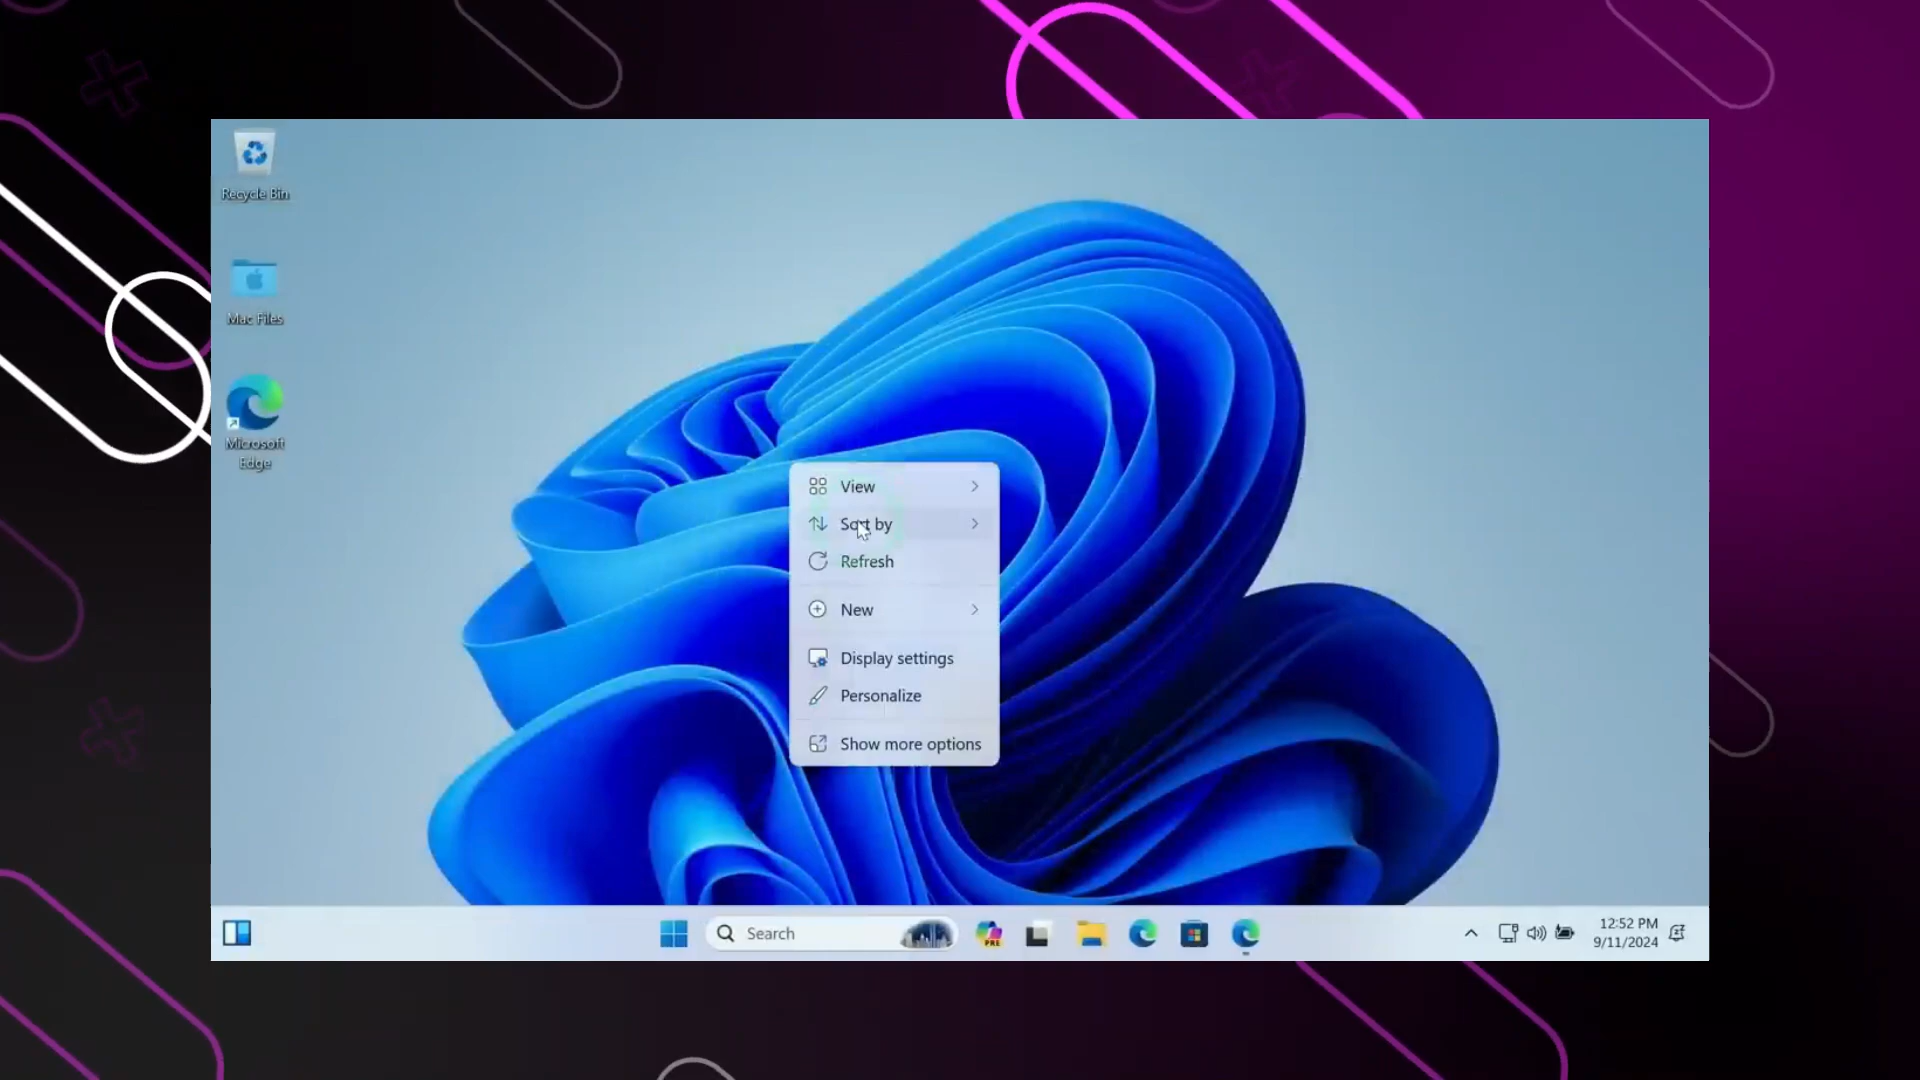 Recycle Bin
Mac Files
Microsoft
Edge
View
Sort by
Refresh
New
Display settings
Personalize
Show more options
Search
PRE
12:52 PM
9/11/2024